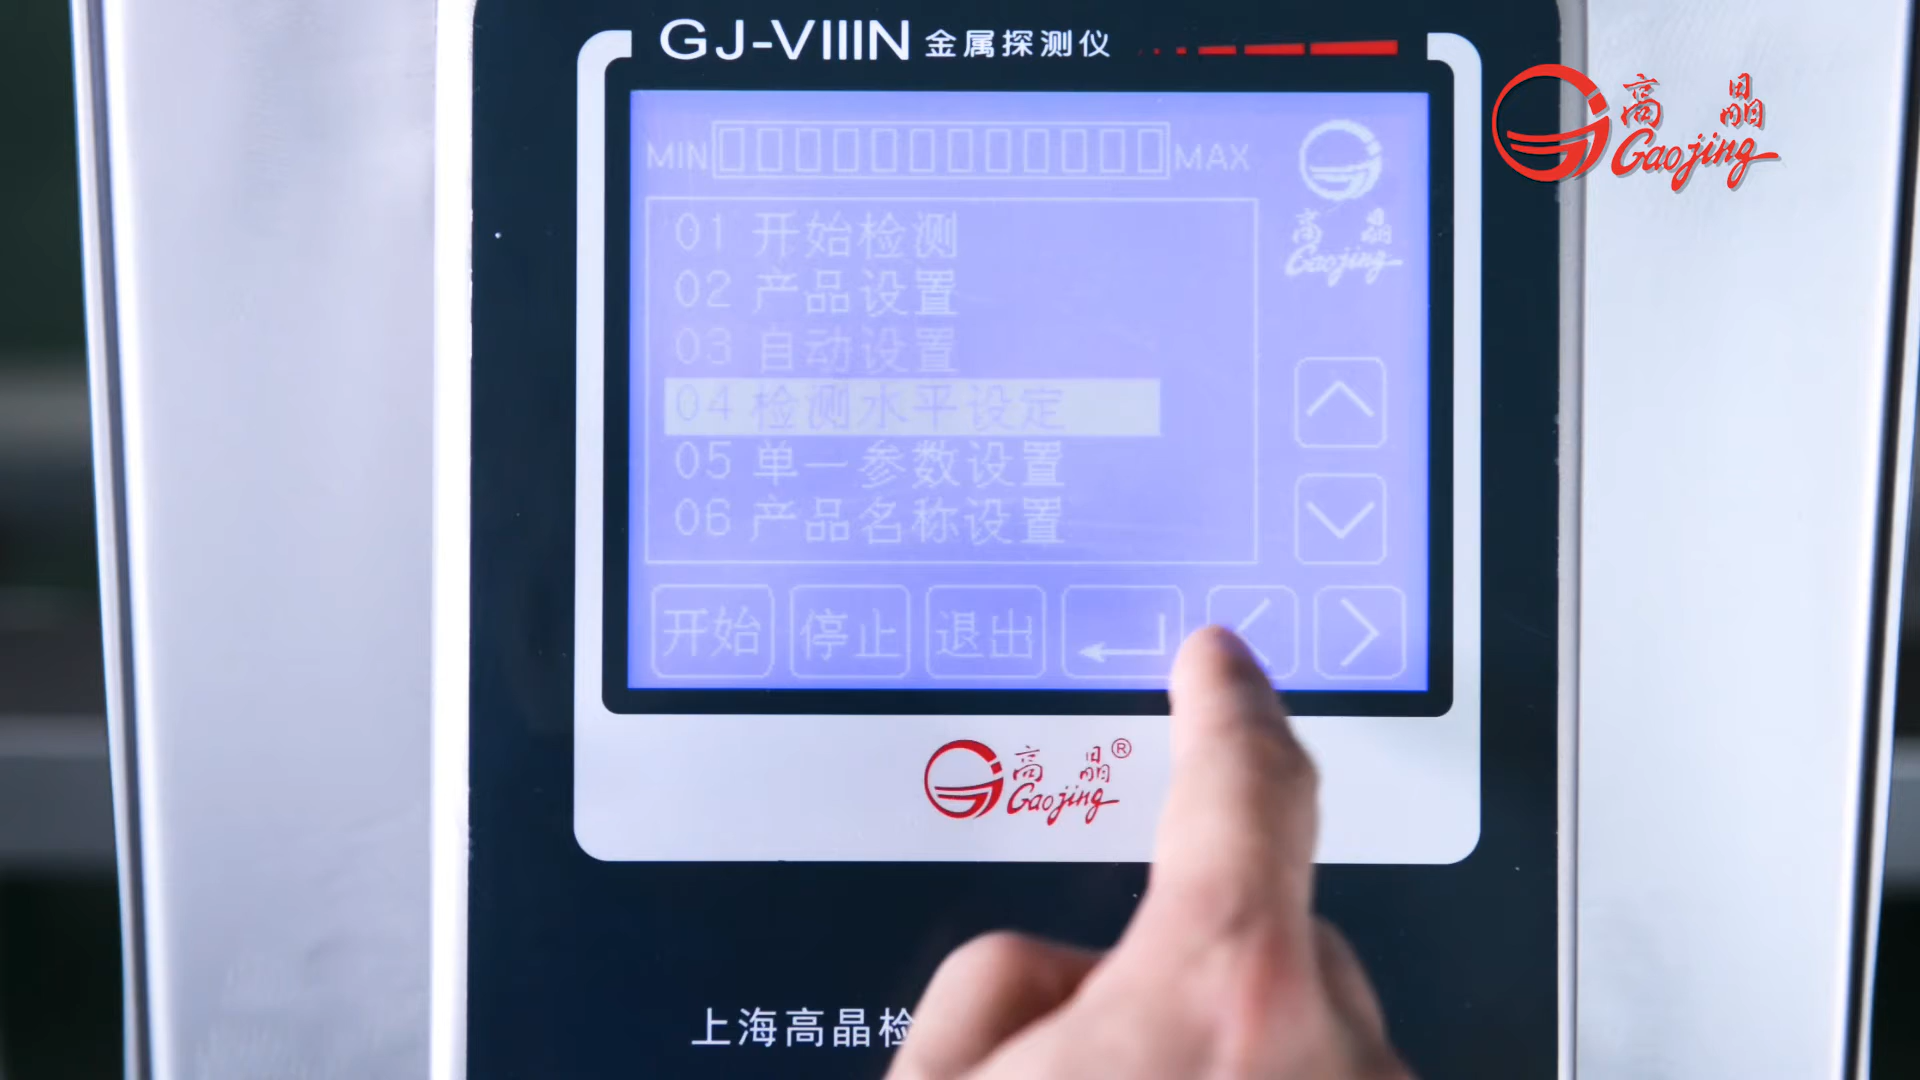 GJ-VIIIN 金属探测仪
高 晶
Gaojing
MIN MAX
高 晶
Gaojing
01 开始检测
02 产品设置
03 自动设置
04 检测水平设定
05 单一参数设置
06 产品名称设置
开始 停止 退出
高 晶®
Gaojing
上海高晶检